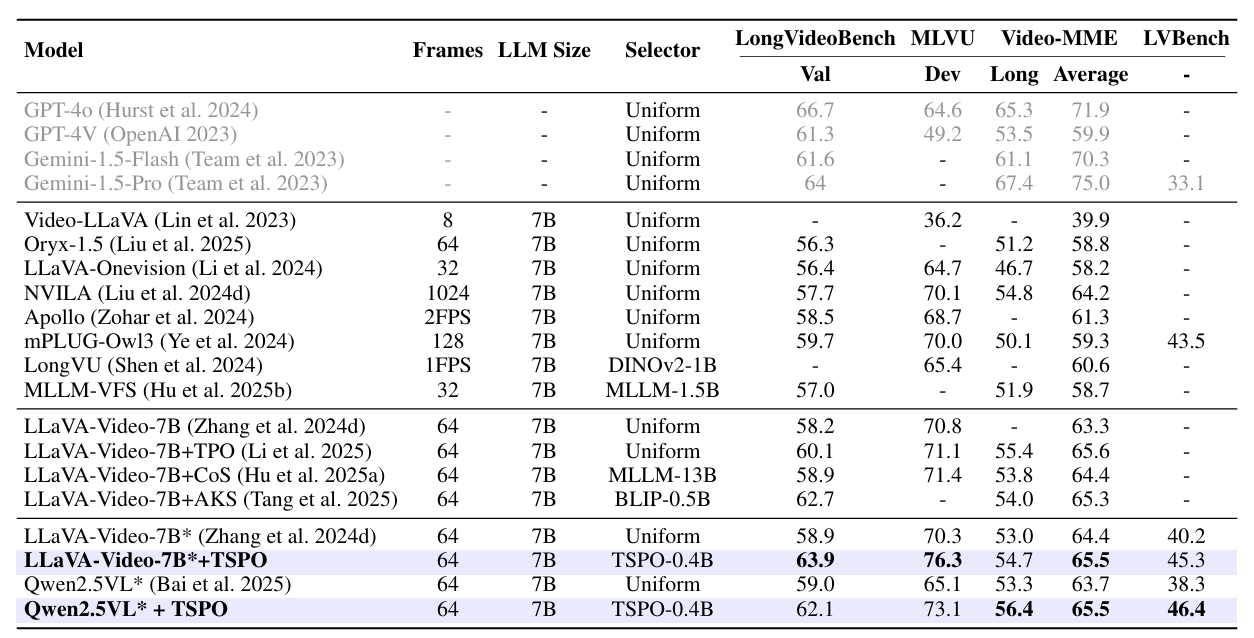 Model Frames LLM Size Selector LongVideoBench MLVU Video-MME LVBench
Val Dev Long Average -
GPT-4o (Hurst et al. 2024) - - Uniform 66.7 64.6 65.3 71.9 -
GPT-4V (OpenAI 2023) - - Uniform 61.3 49.2 53.5 59.9 -
Gemini-1.5-Flash (Team et al. 2023) - - Uniform 61.6 - 61.1 70.3 -
Gemini-1.5-Pro (Team et al. 2023) - - Uniform 64 - 67.4 75.0 33.1
Video-LLaVA (Lin et al. 2023) 8 7B Uniform - 36.2 - 39.9 -
Oryx-1.5 (Liu et al. 2025) 64 7B Uniform 56.3 - 51.2 58.8 -
LLaVA-Onevision (Li et al. 2024) 32 7B Uniform 56.4 64.7 46.7 58.2 -
NVILA (Liu et al. 2024d) 1024 7B Uniform 57.7 70.1 54.8 64.2 -
Apollo (Zohar et al. 2024) 2FPS 7B Uniform 58.5 68.7 - 61.3 -
mPLUG-Owl3 (Ye et al. 2024) 128 7B Uniform 59.7 70.0 50.1 59.3 43.5
LongVU (Shen et al. 2024) 1FPS 7B DINOv2-1B - 65.4 - 60.6 -
MLLM-VFS (Hu et al. 2025b) 32 7B MLLM-1.5B 57.0 - 51.9 58.7 -
LLaVA-Video-7B (Zhang et al. 2024d) 64 7B Uniform 58.2 70.8 - 63.3 -
LLaVA-Video-7B+TPO (Li et al. 2025) 64 7B Uniform 60.1 71.1 55.4 65.6 -
LLaVA-Video-7B+CoS (Hu et al. 2025a) 64 7B MLLM-13B 58.9 71.4 53.8 64.4 -
LLaVA-Video-7B+AKS (Tang et al. 2025) 64 7B BLIP-0.5B 62.7 - 54.0 65.3 -
LLaVA-Video-7B* (Zhang et al. 2024d) 64 7B Uniform 58.9 70.3 53.0 64.4 40.2
LLaVA-Video-7B*+TSPO 64 7B TSPO-0.4B 63.9 76.3 54.7 65.5 45.3
Qwen2.5VL* (Bai et al. 2025) 64 7B Uniform 59.0 65.1 53.3 63.7 38.3
Qwen2.5VL* + TSPO 64 7B TSPO-0.4B 62.1 73.1 56.4 65.5 46.4